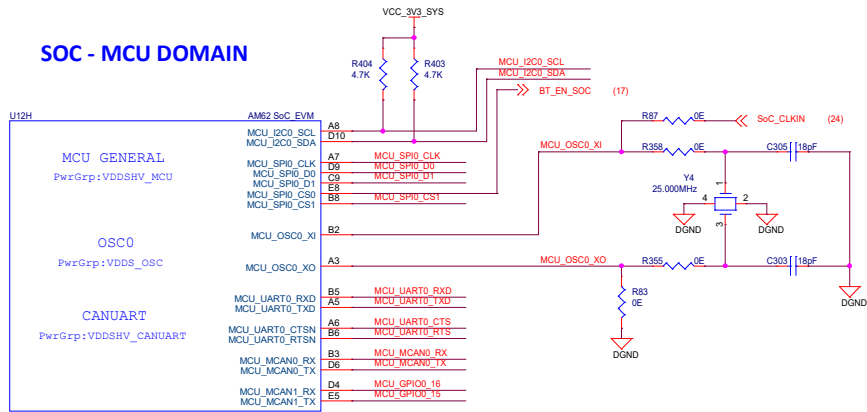 VCC_3V3_SYS
SOC - MCU DOMAIN
R404
4.7K
R403
4.7K
MCU_I2C0_SCL
MCU_I2C0_SDA
BT_EN_SOC (17)
U12H
AM62 SoC_EVM
R87
0E
SoC_CLKIN (24)
MCU_I2C0_SCL A8
MCU_I2C0_SDA D10
MCU_OSC0_XI
R358
0E
C305
18pF
MCU GENERAL
PwrGrp:VDDSHV_MCU
MCU_SPI0_CLK A7 MCU_SPI0_CLK
MCU_SPI0_D0 D9 MCU_SPI0_D0
MCU_SPI0_D1 C9 MCU_SPI0_D1
MCU_SPI0_CS0 E8
MCU_SPI0_CS1 B8 MCU_SPI0_CS1
Y4
25.000MHz
1
4
2
3
DGND
DGND
OSC0
PwrGrp:VDDS_OSC
MCU_OSC0_XI B2
MCU_OSC0_XO A3
MCU_OSC0_XO
R355
0E
C303
18pF
R83
0E
DGND
DGND
CANUART
PwrGrp:VDDSHV_CANUART
MCU_UART0_RXD B5 MCU_UART0_RXD
MCU_UART0_TXD A5 MCU_UART0_TXD
MCU_UART0_CTSN A6 MCU_UART0_CTS
MCU_UART0_RTSN B6 MCU_UART0_RTS
MCU_MCAN0_RX B3 MCU_MCAN0_RX
MCU_MCAN0_TX D6 MCU_MCAN0_TX
MCU_MCAN1_RX D4 MCU_GPIO0_16
MCU_MCAN1_TX E5 MCU_GPIO0_15